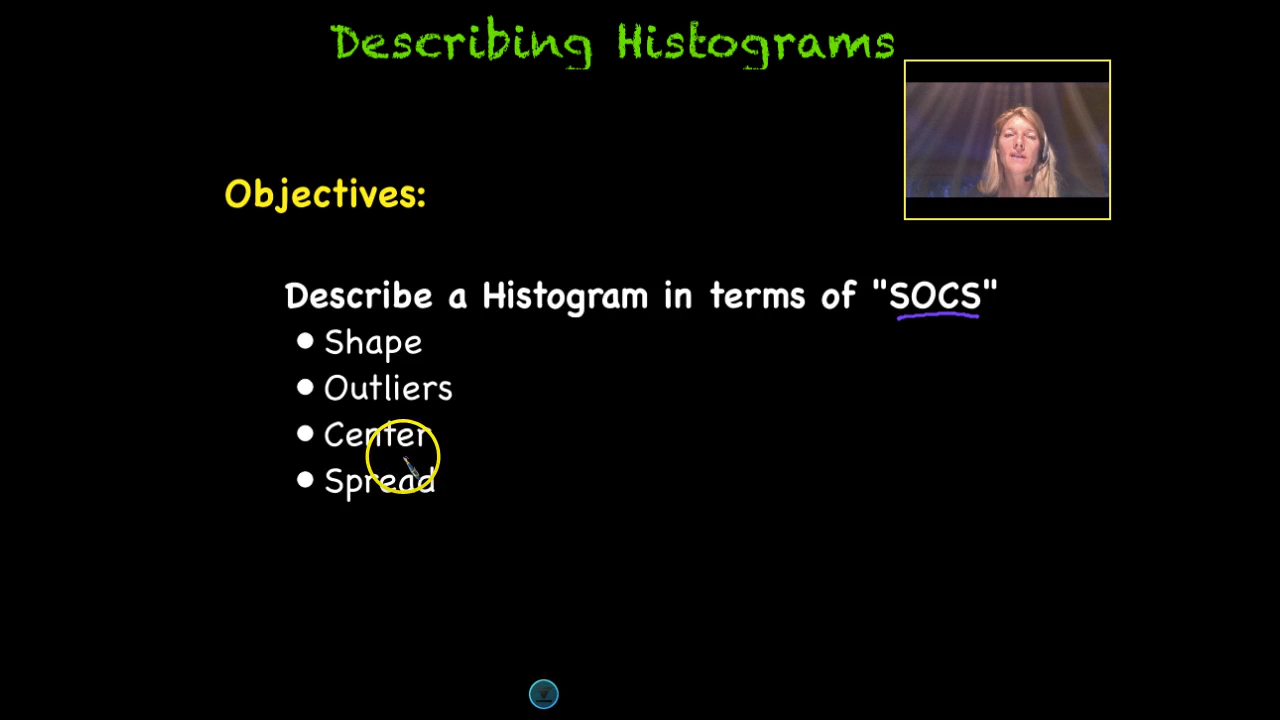 Describing Histograms
Objectives:
Describe a Histogram in terms of "SOCS"
• Shape
• Outliers
• Center
• Spread